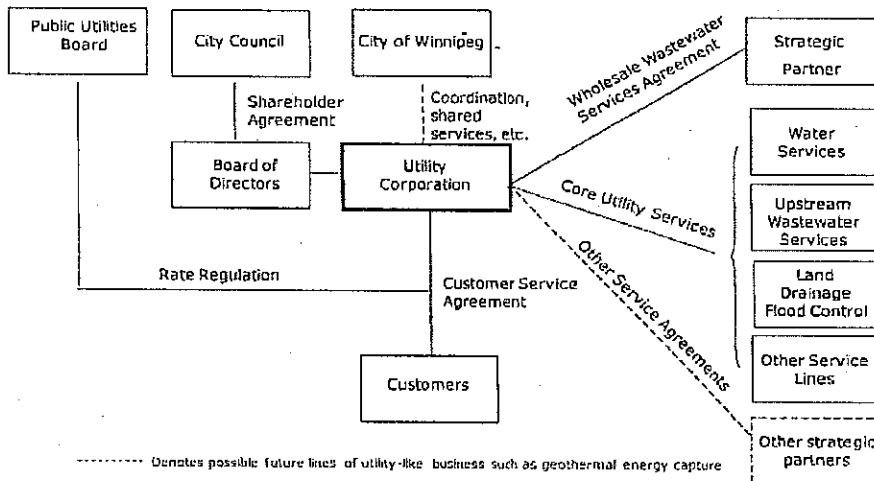 Public Utilities
Board
City Council
City of Winnipeg
Wholesale Wastewater
Services Agreement
Strategic
Partner
Shareholder
Agreement
Coordination,
shared
services, etc.
Board of
Directors
Utility
Corporation
Water
Services
Core Utility Services
Upstream
Wastewater
Services
Rate Regulation
Customer Service
Agreement
Other Service Agreements
Land
Drainage
Flood Control
Customers
Other Service
Lines
Other strategic
partners
Denotes possible future lines of utility-like business such as geothermal energy capture